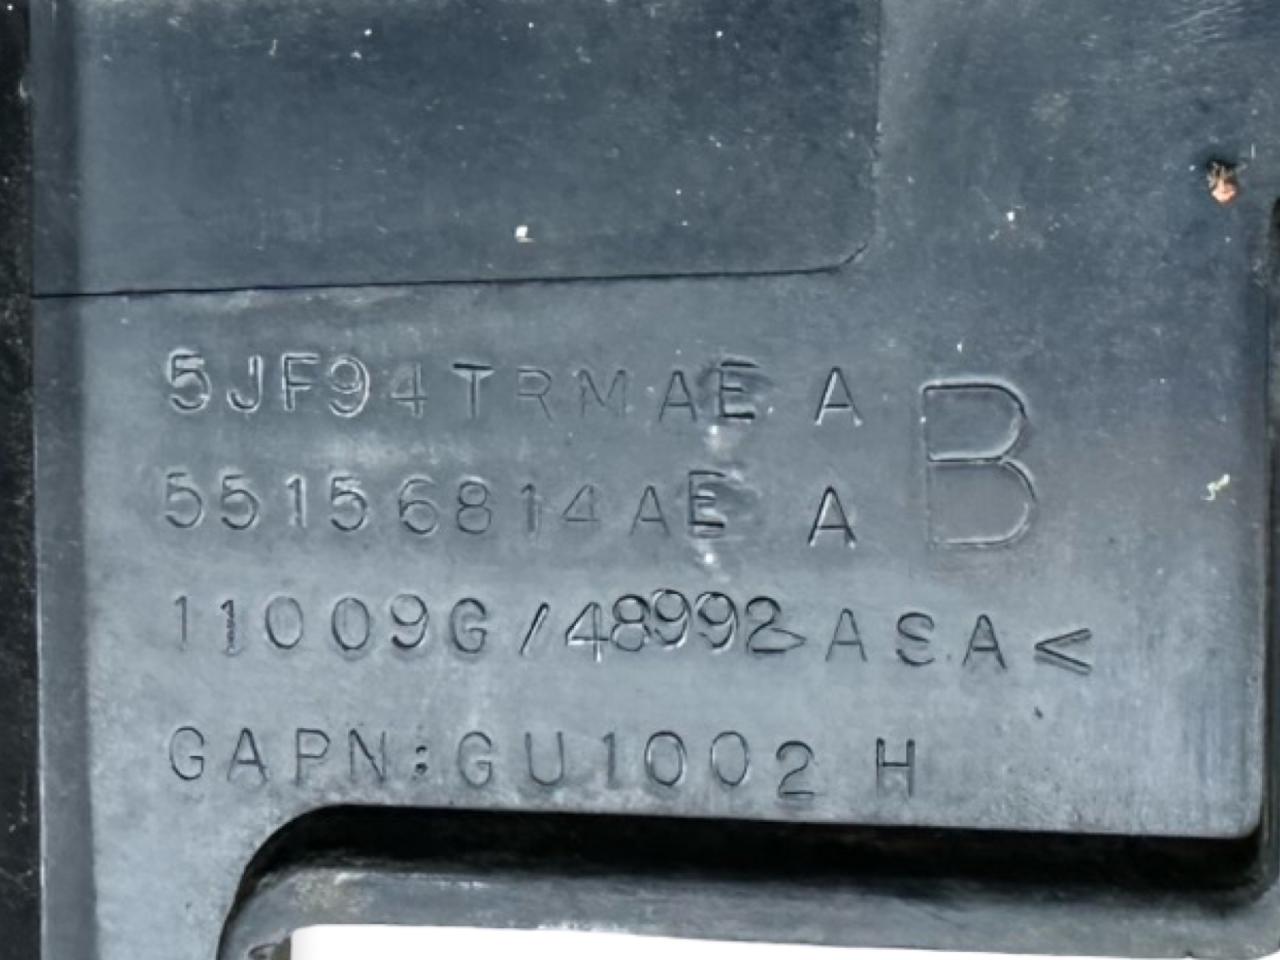 5JF94TRMAE A
55156814AE A
B
11009G/48992>ASA<
GAPN:GU1002 H